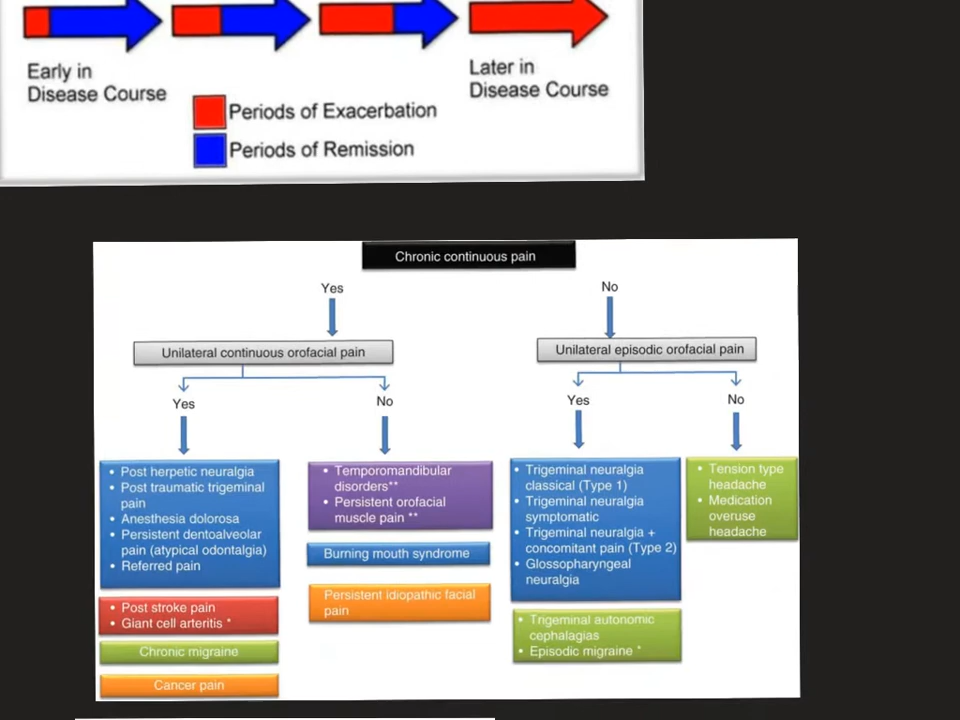 Early in
Disease Course
Later in
Disease Course
Periods of Exacerbation
Periods of Remission
Chronic continuous pain
Yes
No
Unilateral continuous orofacial pain
Unilateral episodic orofacial pain
Yes
No
Yes
No
• Post herpetic neuralgia
• Post traumatic trigeminal
pain
• Anesthesia dolorosa
• Persistent dentoalveolar
pain (atypical odontalgia)
• Referred pain
• Post stroke pain
• Giant cell arteritis *
Chronic migraine
Cancer pain
• Temporomandibular
disorders**
• Persistent orofacial
muscle pain **
Burning mouth syndrome
Persistent idiopathic facial
pain
• Trigeminal neuralgia
classical (Type 1)
• Trigeminal neuralgia
symptomatic
• Trigeminal neuralgia +
concomitant pain (Type 2)
• Glossopharyngeal
neuralgia
• Trigeminal autonomic
cephalagias
• Episodic migraine *
• Tension type
headache
• Medication
overuse
headache